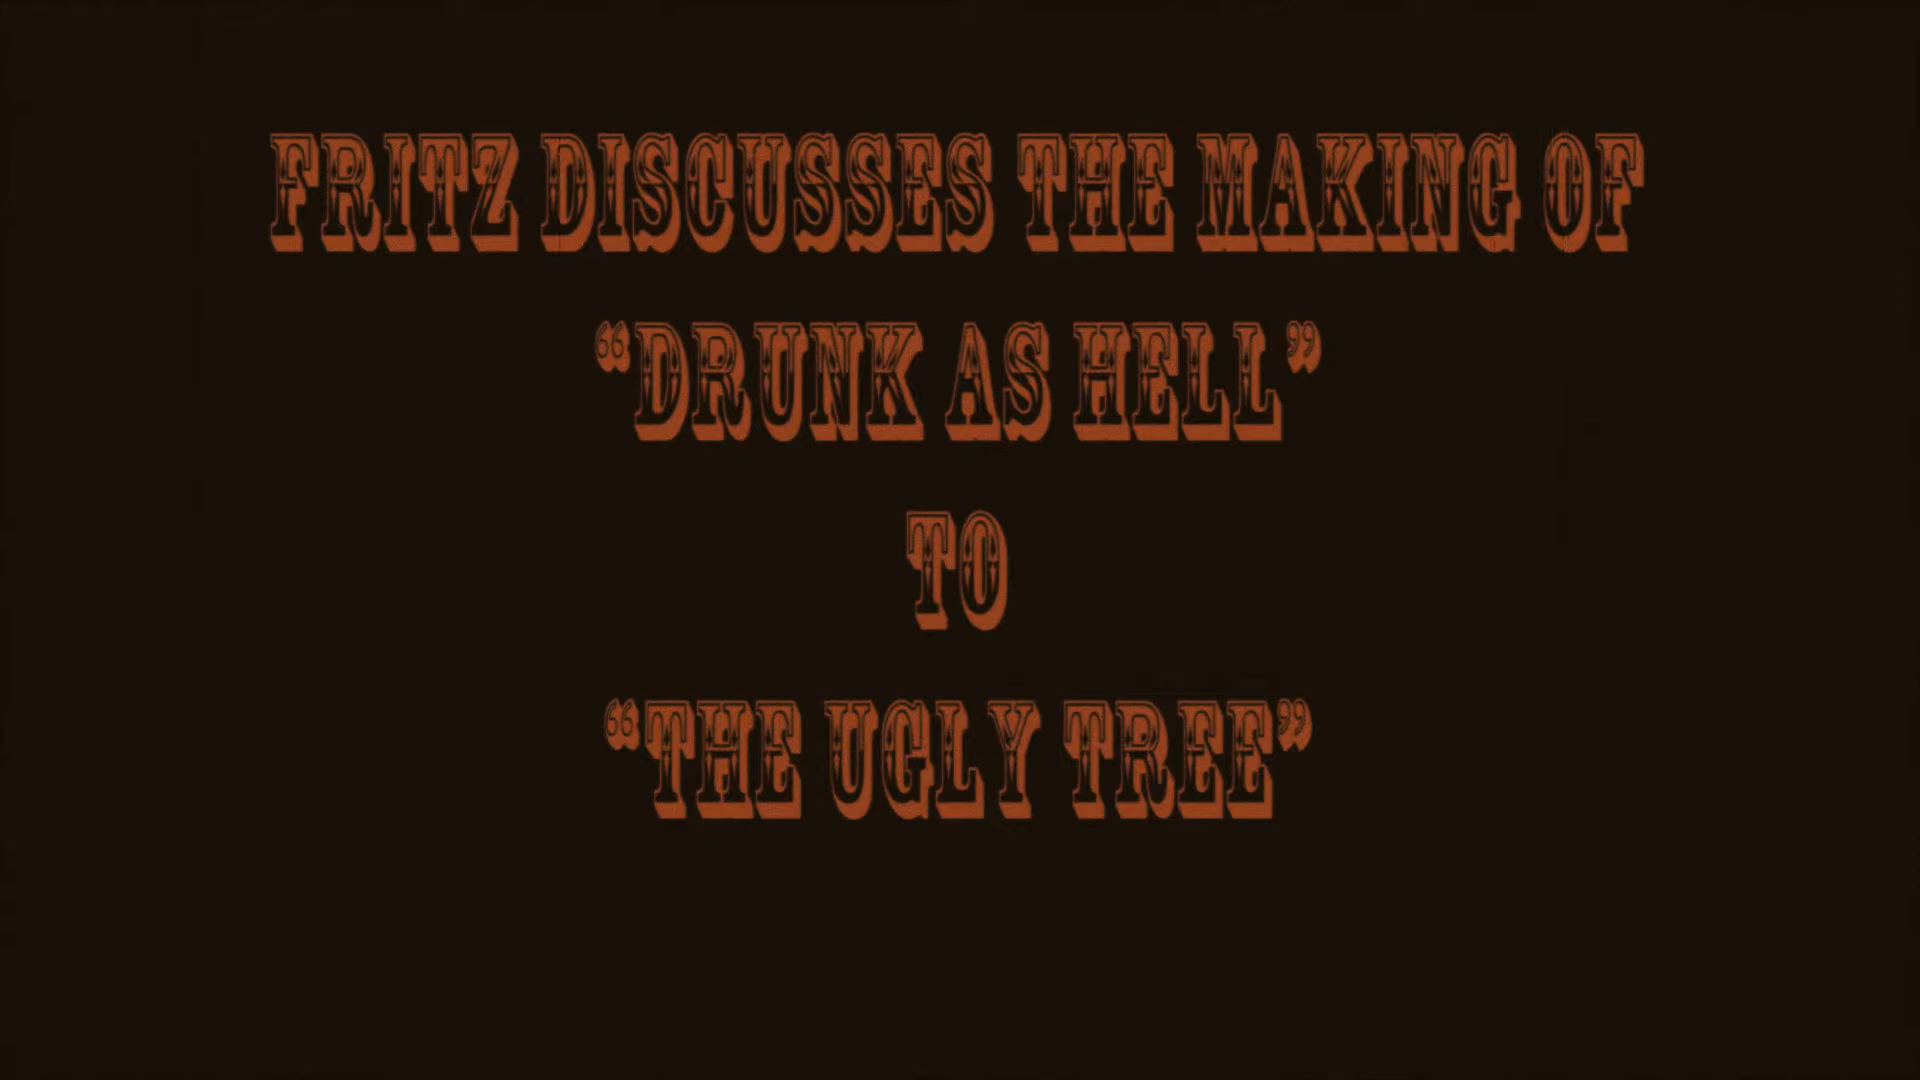 FRITZ DISCUSSES THE MAKING OF
“DRUNK AS HELL”
TO
“THE UGLY TREE”